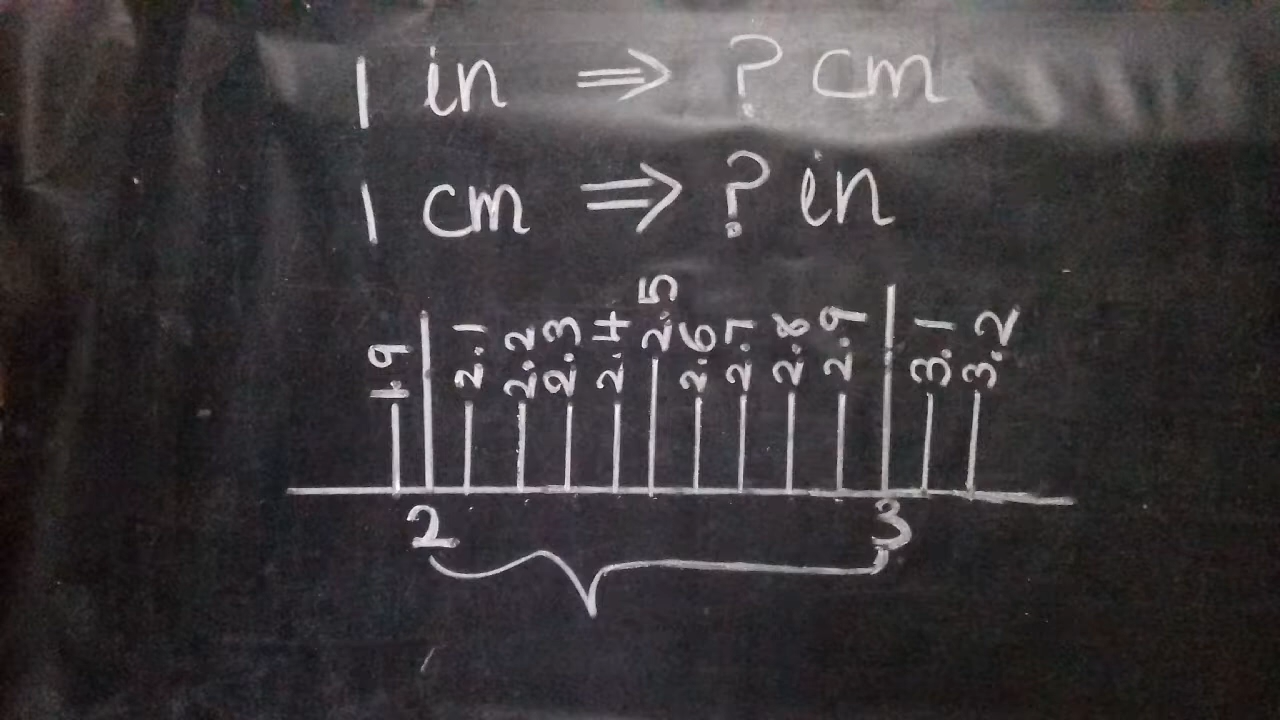 1 in ⇒ ? cm
1 cm ⇒ ? in
1.9 2.1 2.2 2.3 2.4 2.5 2.6 2.7 2.8 2.9 3.1 3.2
2 3